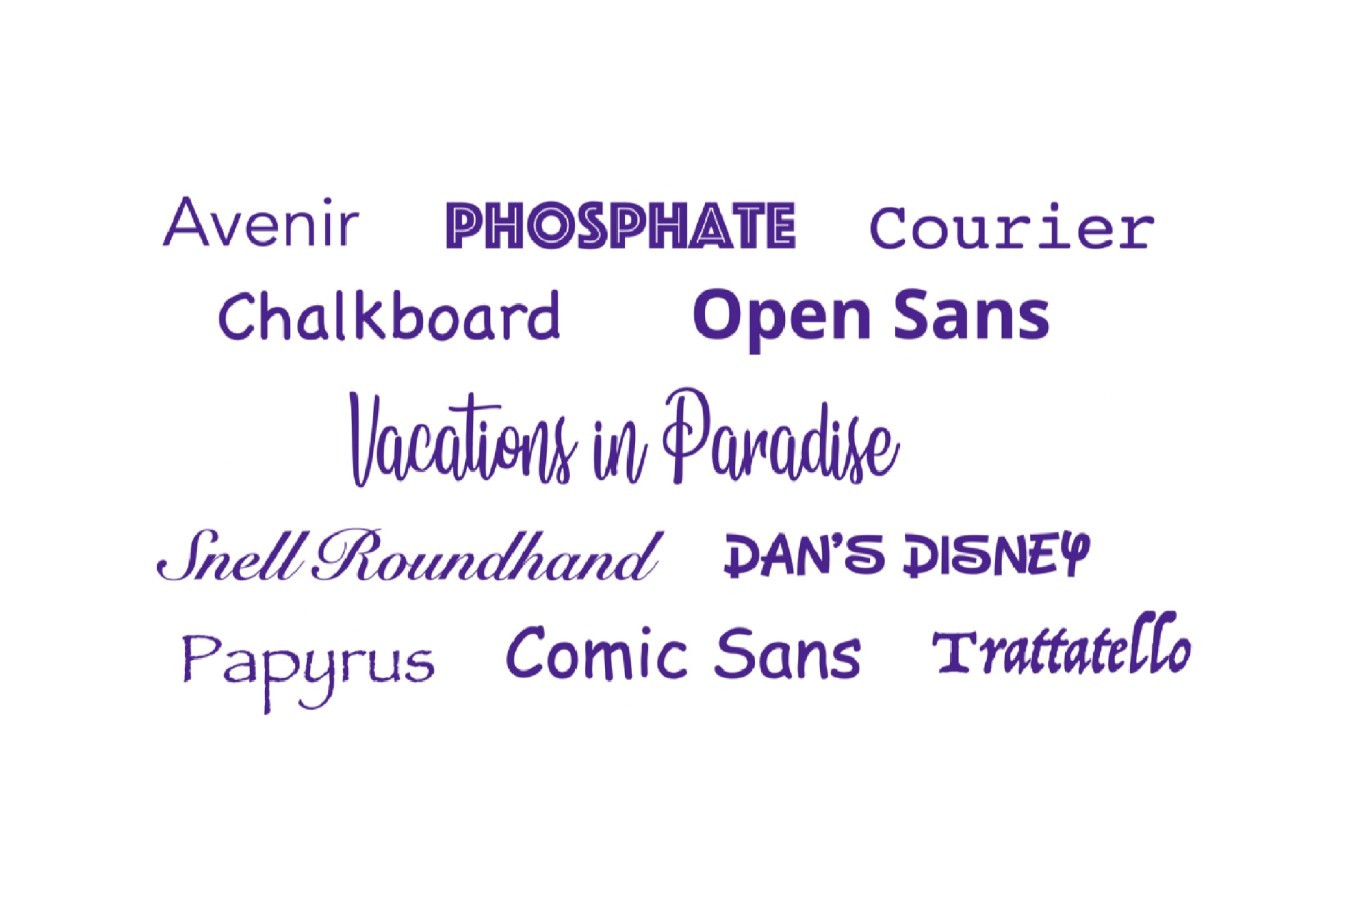 Avenir PHOSPHATE Courier
Chalkboard Open Sans
Vacations in Paradise
Snell Roundhand DAN'S DISNEY
Papyrus Comic Sans Trattatello